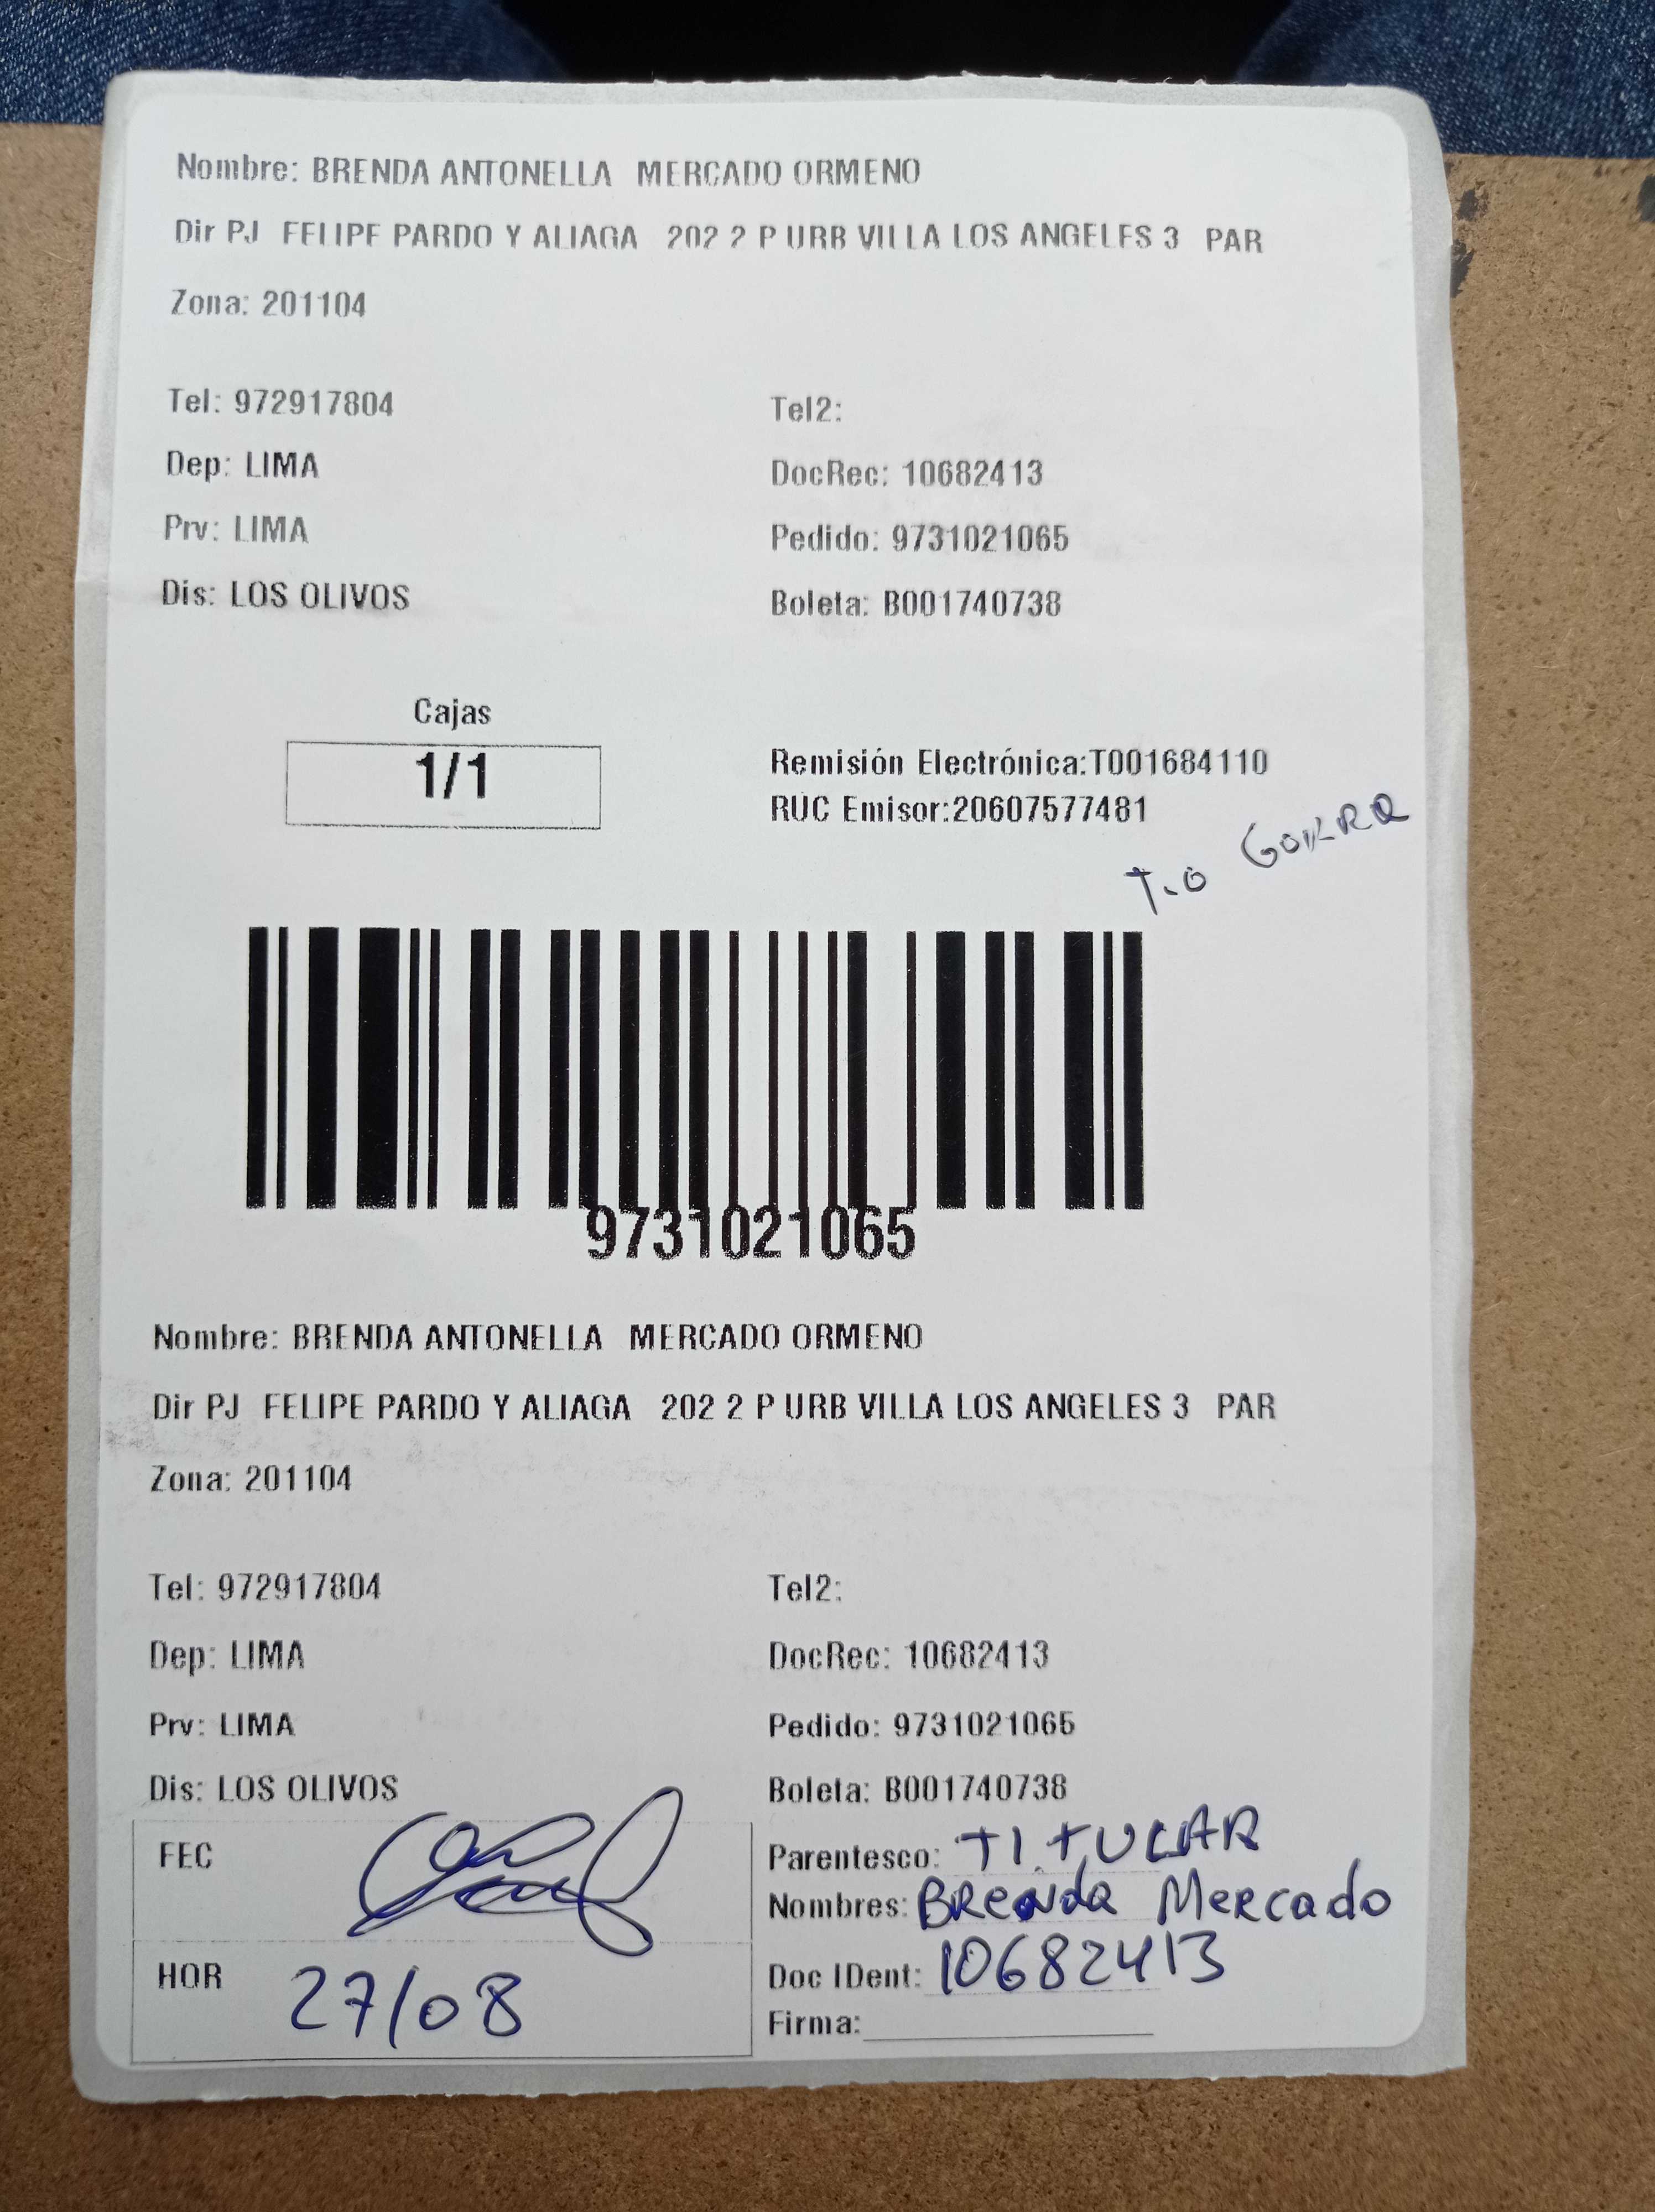 Nombre: BRENDA ANTONELLA MERCADO ORMENO
Dir PJ FELIPE PARDO Y ALIAGA 202 2 P URB VILLA LOS ANGELES 3 PAR
Zona: 201104
Tel: 972917804 Tel2:
Dep: LIMA DocRec: 10682413
Prv: LIMA Pedido: 9731021065
Dis: LOS OLIVOS Boleta: B001740738
Cajas
1/1
Remisión Electrónica:T001684110
RUC Emisor:20607577481
Tio GORRA
9731021065
Nombre: BRENDA ANTONELLA MERCADO ORMENO
Dir PJ FELIPE PARDO Y ALIAGA 202 2 P URB VILLA LOS ANGELES 3 PAR
Zona: 201104
Tel: 972917804 Tel2:
Dep: LIMA DocRec: 10682413
Prv: LIMA Pedido: 9731021065
Dis: LOS OLIVOS Boleta: B001740738
FEC Parentesco: TITULAR
Nombres: Brenda Mercado
HOR 27/08 Doc IDent: 10682413
Firma: